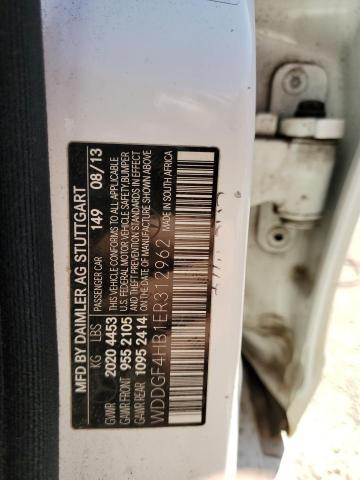 MFD BY DAIMLER AG STUTTGART
PASSENGER CAR 149 08/13
KG LBS
GVWR 2020 4453
GAWR FRONT 955 2105
GAWR REAR 1095 2414
THIS VEHICLE CONFORMS TO ALL APPLICABLE
U.S. FEDERAL MOTOR VEHICLE SAFETY, BUMPER
AND THEFT PREVENTION STANDARDS IN EFFECT
ON THE DATE OF MANUFACTURE SHOWN ABOVE
WDDGF4HB1ER312962
MADE IN SOUTH AFRICA